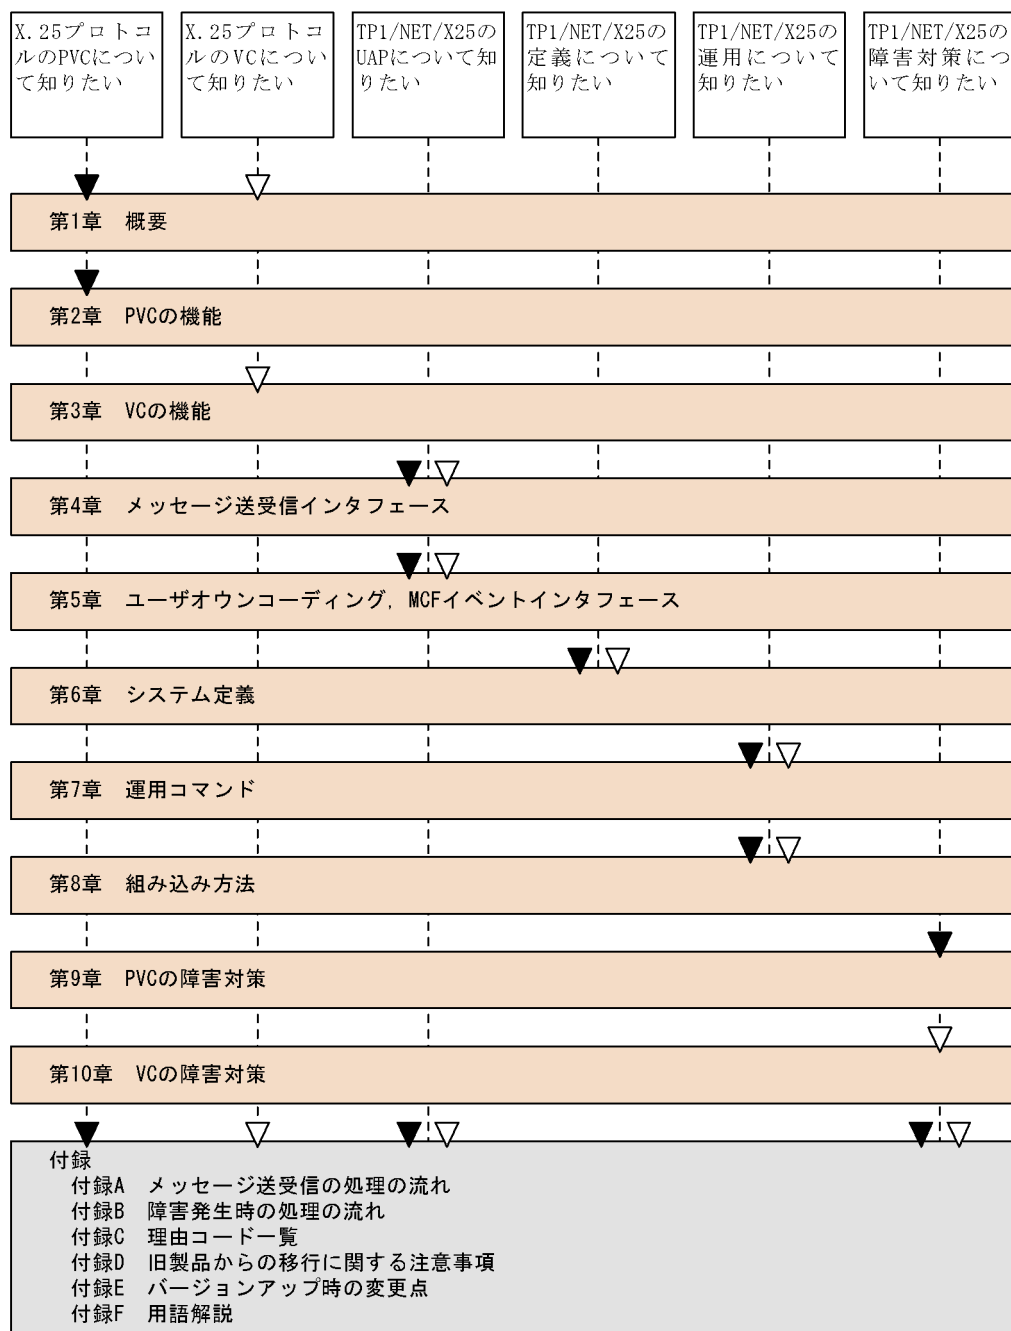 X.25プロトコ
ルのPVCについ
て知りたい
X.25プロトコ
ルのVCについ
て知りたい
TP1/NET/X25の
UAPについて知
りたい
TP1/NET/X25の
定義について
知りたい
TP1/NET/X25の
運用について
知りたい
TP1/NET/X25の
障害対策につ
いて知りたい
第1章　概要
第2章　PVCの機能
第3章　VCの機能
第4章　メッセージ送受信インタフェース
第5章　ユーザオウンコーディング，MCFイベントインタフェース
第6章　システム定義
第7章　運用コマンド
第8章　組み込み方法
第9章　PVCの障害対策
第10章　VCの障害対策
付録
付録A　メッセージ送受信の処理の流れ
付録B　障害発生時の処理の流れ
付録C　理由コード一覧
付録D　旧製品からの移行に関する注意事項
付録E　バージョンアップ時の変更点
付録F　用語解説